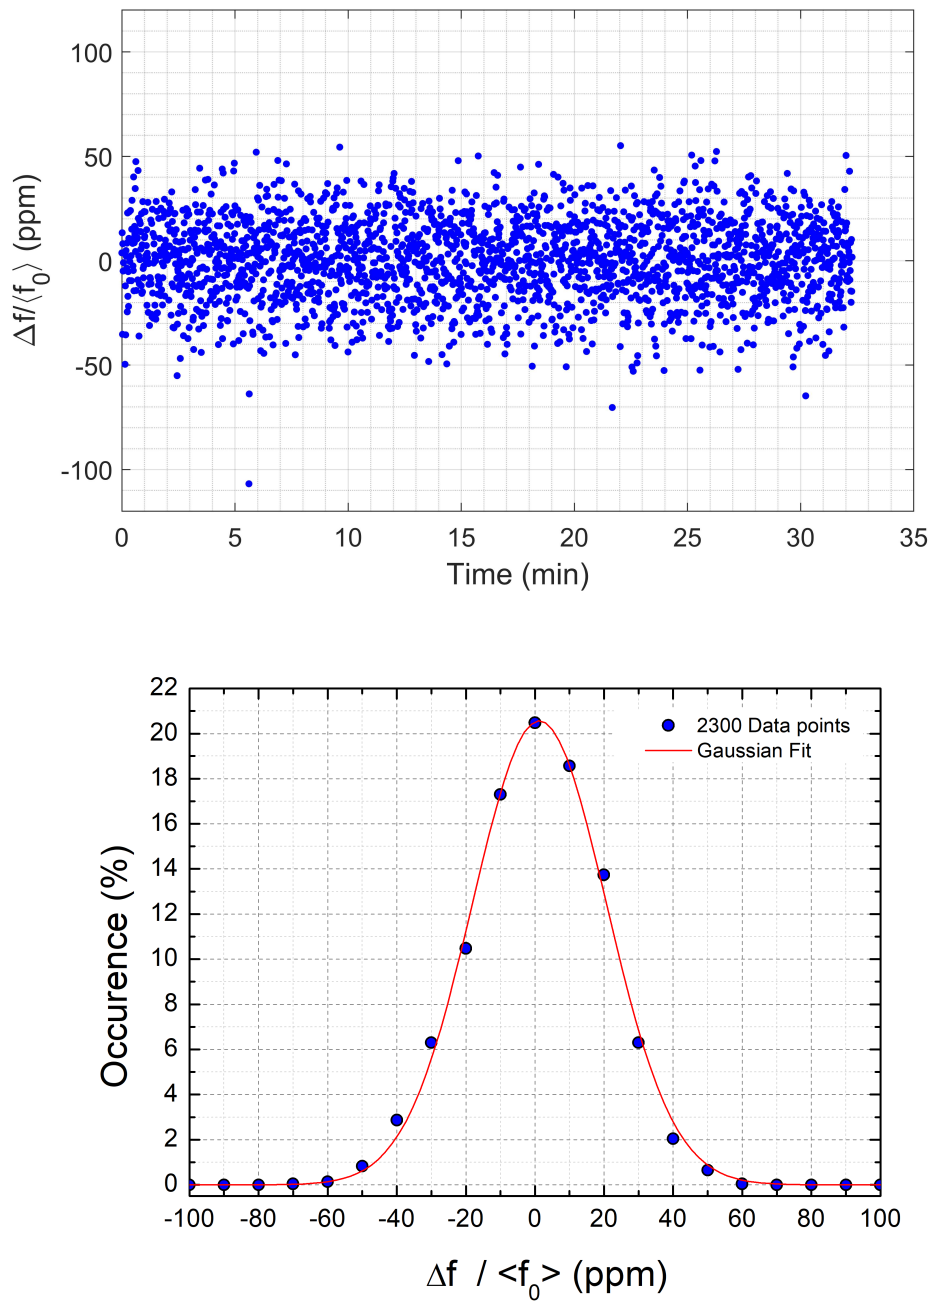 100
50
0
-50
-100
Δf/⟨f0⟩ (ppm)
0 5 10 15 20 25 30 35
Time (min)
22
20
18
16
14
12
10
8
6
4
2
0
Occurence (%)
2300 Data points
Gaussian Fit
-100 -80 -60 -40 -20 0 20 40 60 80 100
Δf / <f0> (ppm)